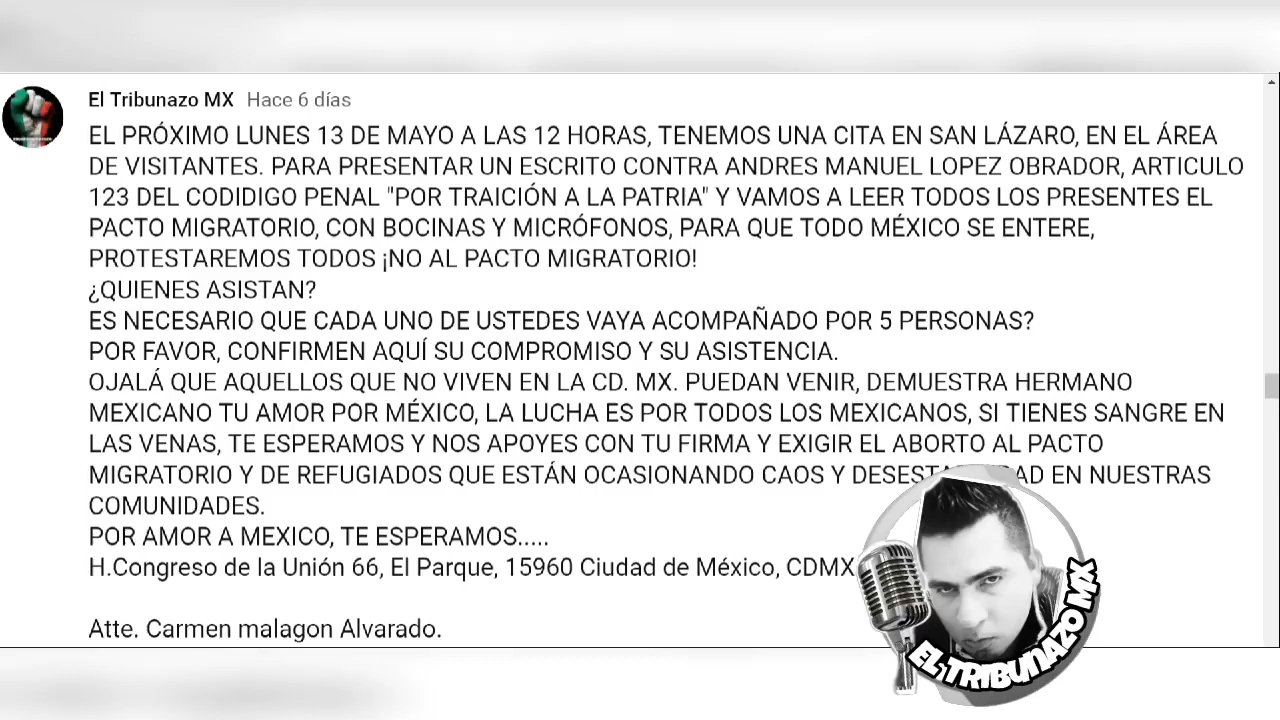 El Tribunazo MX Hace 6 días
EL PRÓXIMO LUNES 13 DE MAYO A LAS 12 HORAS, TENEMOS UNA CITA EN SAN LÁZARO, EN EL ÁREA
DE VISITANTES. PARA PRESENTAR UN ESCRITO CONTRA ANDRES MANUEL LOPEZ OBRADOR, ARTICULO
123 DEL CODIDIGO PENAL "POR TRAICIÓN A LA PATRIA" Y VAMOS A LEER TODOS LOS PRESENTES EL
PACTO MIGRATORIO, CON BOCINAS Y MICRÓFONOS, PARA QUE TODO MÉXICO SE ENTERE,
PROTESTAREMOS TODOS ¡NO AL PACTO MIGRATORIO!
¿QUIENES ASISTAN?
ES NECESARIO QUE CADA UNO DE USTEDES VAYA ACOMPAÑADO POR 5 PERSONAS?
POR FAVOR, CONFIRMEN AQUÍ SU COMPROMISO Y SU ASISTENCIA.
OJALÁ QUE AQUELLOS QUE NO VIVEN EN LA CD. MX. PUEDAN VENIR, DEMUESTRA HERMANO
MEXICANO TU AMOR POR MÉXICO, LA LUCHA ES POR TODOS LOS MEXICANOS, SI TIENES SANGRE EN
LAS VENAS, TE ESPERAMOS Y NOS APOYES CON TU FIRMA Y EXIGIR EL ABORTO AL PACTO
MIGRATORIO Y DE REFUGIADOS QUE ESTÁN OCASIONANDO CAOS Y EN NUESTRAS
COMUNIDADES.
POR AMOR A MEXICO, TE ESPERAMOS.....
H.Congreso de la Unión 66, El Parque, 15960 Ciudad de México, CDMX
Atte. Carmen malagon Alvarado.
EL TRIBUNAZO MX